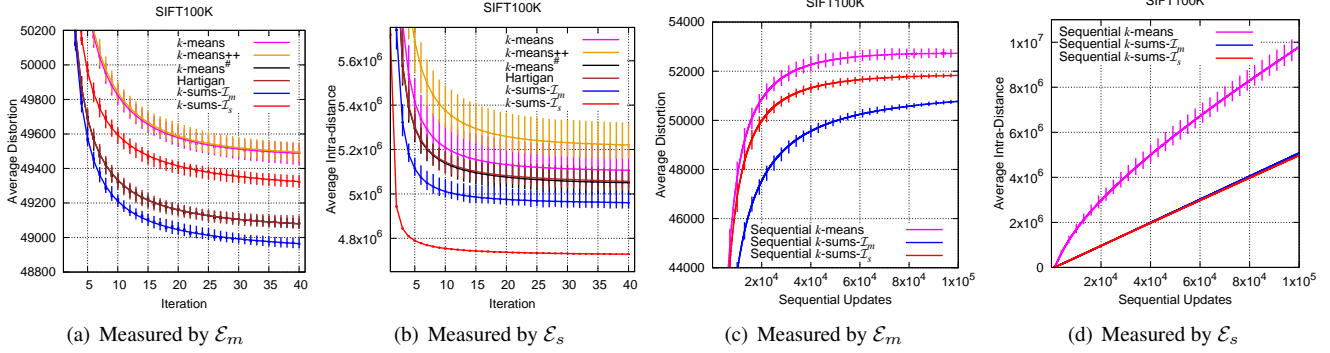 SIFT100K
50200
50000
49800
49600
49400
49200
49000
48800
Average Distortion
k-means
k-means++
k-means#
Hartigan
k-sums-ℐm
k-sums-ℐs
5 10 15 20 25 30 35 40
Iteration
(a) Measured by ℰm
SIFT100K
5.6x10⁶
5.4x10⁶
5.2x10⁶
5x10⁶
4.8x10⁶
Average Intra-distance
k-means
k-means++
k-means#
Hartigan
k-sums-ℐm
k-sums-ℐs
5 10 15 20 25 30 35 40
Iteration
(b) Measured by ℰs
SIFT100K
54000
52000
50000
48000
46000
44000
Average Distortion
Sequential k-means
Sequential k-sums-ℐm
Sequential k-sums-ℐs
2x10⁴ 4x10⁴ 6x10⁴ 8x10⁴ 1x10⁵
Sequential Updates
(c) Measured by ℰm
SIFT100K
1x10⁷
8x10⁶
6x10⁶
4x10⁶
2x10⁶
0
Average Intra-Distance
Sequential k-means
Sequential k-sums-ℐm
Sequential k-sums-ℐs
2x10⁴ 4x10⁴ 6x10⁴ 8x10⁴ 1x10⁵
Sequential Updates
(d) Measured by ℰs